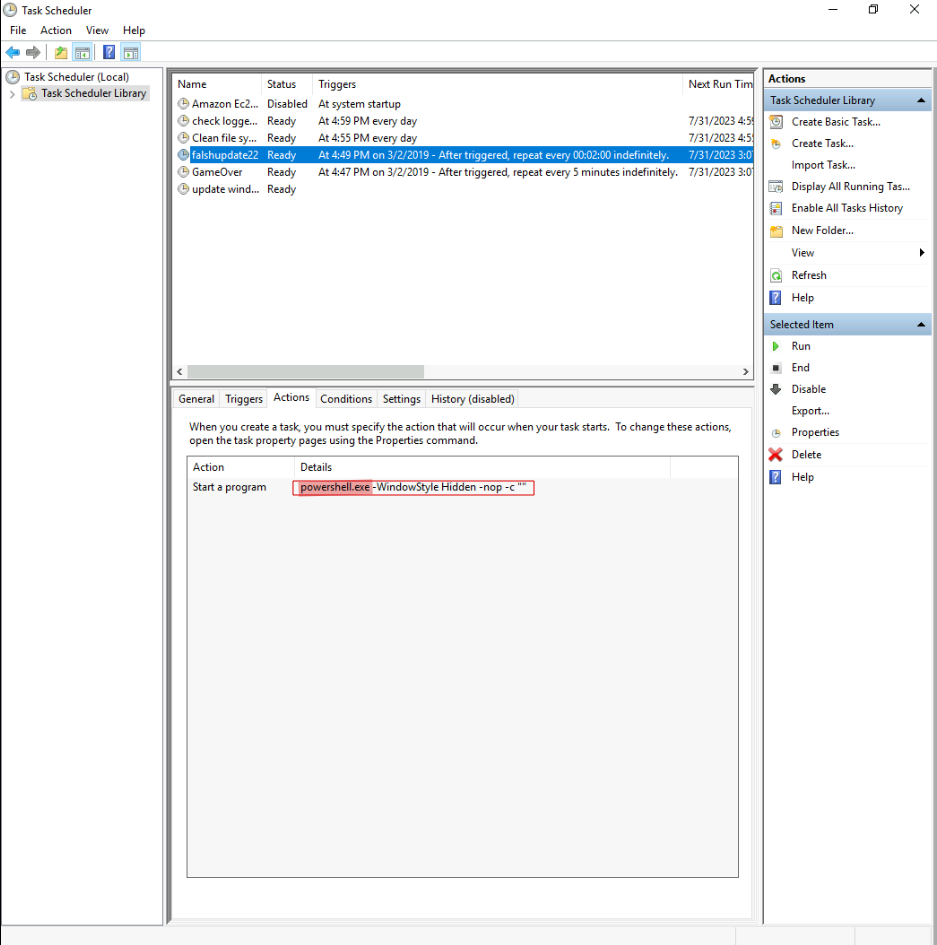 Task Scheduler
File Action View Help
Task Scheduler (Local)
Task Scheduler Library
Name Status Triggers Next Run Tim
Amazon Ec2... Disabled At system startup
check logge... Ready At 4:59 PM every day 7/31/2023 4:59
Clean file sy... Ready At 4:55 PM every day 7/31/2023 4:55
falshupdate22 Ready At 4:49 PM on 3/2/2019 - After triggered, repeat every 00:02:00 indefinitely. 7/31/2023 3:0
GameOver Ready At 4:47 PM on 3/2/2019 - After triggered, repeat every 5 minutes indefinitely. 7/31/2023 3:0
update wind... Ready
General Triggers Actions Conditions Settings History (disabled)
When you create a task, you must specify the action that will occur when your task starts. To change these actions,
open the task property pages using the Properties command.
Action Details
Start a program powershell.exe -WindowStyle Hidden -nop -c ""
Actions
Task Scheduler Library
Create Basic Task...
Create Task...
Import Task...
Display All Running Tas...
Enable All Tasks History
New Folder...
View
Refresh
Help
Selected Item
Run
End
Disable
Export...
Properties
Delete
Help